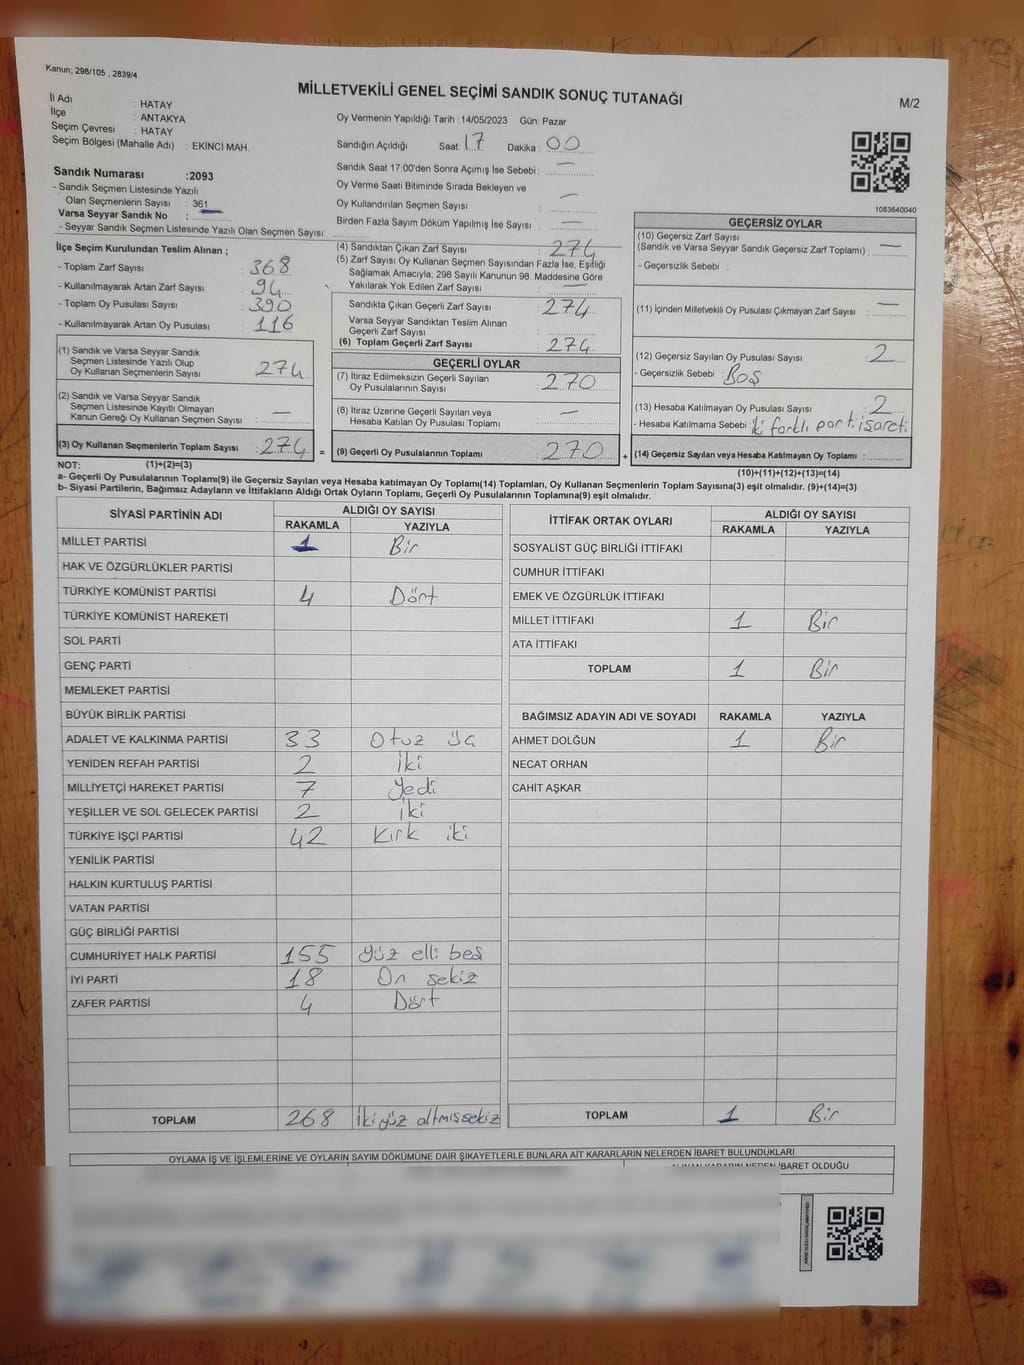 Kanun; 298/105 , 2839/4
MİLLETVEKİLİ GENEL SEÇİMİ SANDIK SONUÇ TUTANAĞI
M/2
İl Adı : HATAY
İlçe : ANTAKYA
Seçim Çevresi : HATAY
Seçim Bölgesi (Mahalle Adı) : EKİNCİ MAH.
Oy Vermenin Yapıldığı Tarih :14/05/2023 Gün: Pazar
Sandığın Açıldığı Saat: 17 Dakika: 00
Sandık Saat 17:00'den Sonra Açılmış İse Sebebi: —
Oy Verme Saati Bitiminde Sırada Bekleyen ve
Oy Kullandırılan Seçmen Sayısı : —
Birden Fazla Sayım Döküm Yapılmış İse Sayısı : —
Sandık Numarası :2093
- Sandık Seçmen Listesinde Yazılı
Olan Seçmenlerin Sayısı : 361
Varsa Seyyar Sandık No :
- Seyyar Sandık Seçmen Listesinde Yazılı Olan Seçmen Sayısı:
1083640040
İlçe Seçim Kurulundan Teslim Alınan ;
- Toplam Zarf Sayısı : 368
- Kullanılmayarak Artan Zarf Sayısı : 94
- Toplam Oy Pusulası Sayısı : 390
- Kullanılmayarak Artan Oy Pusulası : 116
(1) Sandık ve Varsa Seyyar Sandık
Seçmen Listesinde Yazılı Olup
Oy Kullanan Seçmenlerin Sayısı : 274
(2) Sandık ve Varsa Seyyar Sandık
Seçmen Listesinde Kayıtlı Olmayan
Kanun Gereği Oy Kullanan Seçmen Sayısı : —
(3) Oy Kullanan Seçmenlerin Toplam Sayısı : 274 =
(4) Sandıktan Çıkan Zarf Sayısı : 274
(5) Zarf Sayısı Oy Kullanan Seçmen Sayısından Fazla İse, Eşitliği
Sağlamak Amacıyla, 298 Sayılı Kanunun 98. Maddesine Göre
Yakılarak Yok Edilen Zarf Sayısı : —
Sandıkta Çıkan Geçerli Zarf Sayısı : 274
Varsa Seyyar Sandıktan Teslim Alınan
Geçerli Zarf Sayısı :
(6) Toplam Geçerli Zarf Sayısı : 274
GEÇERLİ OYLAR
(7) İtiraz Edilmeksizin Geçerli Sayılan
Oy Pusulalarının Sayısı : 270
(8) İtiraz Üzerine Geçerli Sayılan veya
Hesaba Katılan Oy Pusulası Toplamı : —
(9) Geçerli Oy Pusulalarının Toplamı : 270 +
GEÇERSİZ OYLAR
(10) Geçersiz Zarf Sayısı
(Sandık ve Varsa Seyyar Sandık Geçersiz Zarf Toplamı) : —
- Geçersizlik Sebebi :
(11) İçinden Milletvekili Oy Pusulası Çıkmayan Zarf Sayısı : —
(12) Geçersiz Sayılan Oy Pusulası Sayısı : 2
- Geçersizlik Sebebi : Boş
(13) Hesaba Katılmayan Oy Pusulası Sayısı : 2
- Hesaba Katılmama Sebebi : iki farklı parti işareti
(14) Geçersiz Sayılan veya Hesaba Katılmayan Oy Toplamı :
NOT: (1)+(2)=(3)
(10)+(11)+(12)+(13)=(14)
a- Geçerli Oy Pusulalarının Toplamı(9) ile Geçersiz Sayılan veya Hesaba katılmayan Oy Toplamı(14) Toplamları, Oy Kullanan Seçmenlerin Toplam Sayısına(3) eşit olmalıdır. (9)+(14)=(3)
b- Siyasi Partilerin, Bağımsız Adayların ve İttifakların Aldığı Ortak Oyların Toplamı, Geçerli Oy Pusulalarının Toplamına(9) eşit olmalıdır.
SİYASİ PARTİNİN ADI ALDIĞI OY SAYISI
RAKAMLA YAZIYLA
MİLLET PARTİSİ 1 Bir
HAK VE ÖZGÜRLÜKLER PARTİSİ
TÜRKİYE KOMÜNİST PARTİSİ 4 Dört
TÜRKİYE KOMÜNİST HAREKETİ
SOL PARTİ
GENÇ PARTİ
MEMLEKET PARTİSİ
BÜYÜK BİRLİK PARTİSİ
ADALET VE KALKINMA PARTİSİ 33 Otuz üç
YENİDEN REFAH PARTİSİ 2 İki
MİLLİYETÇİ HAREKET PARTİSİ 7 Yedi
YEŞİLLER VE SOL GELECEK PARTİSİ 2 İki
TÜRKİYE İŞÇİ PARTİSİ 42 Kırk iki
YENİLİK PARTİSİ
HALKIN KURTULUŞ PARTİSİ
VATAN PARTİSİ
GÜÇ BİRLİĞİ PARTİSİ
CUMHURİYET HALK PARTİSİ 155 yüz elli beş
İYİ PARTİ 18 On sekiz
ZAFER PARTİSİ 4 Dört
TOPLAM 268 İkiyüz altmışsekiz
İTTİFAK ORTAK OYLARI ALDIĞI OY SAYISI
RAKAMLA YAZIYLA
SOSYALİST GÜÇ BİRLİĞİ İTTİFAKI
CUMHUR İTTİFAKI
EMEK VE ÖZGÜRLÜK İTTİFAKI
MİLLET İTTİFAKI 1 Bir
ATA İTTİFAKI
TOPLAM 1 Bir
BAĞIMSIZ ADAYIN ADI VE SOYADI RAKAMLA YAZIYLA
AHMET DOLĞUN 1 Bir
NECAT ORHAN
CAHİT AŞKAR
TOPLAM 1 Bir
OYLAMA İŞ VE İŞLEMLERİNE VE OYLARIN SAYIM DÖKÜMÜNE DAİR ŞİKAYETLERLE BUNLARA AİT KARARLARIN NELERDEN İBARET BULUNDUKLARI
ALINAN KARARIN NEDEN İBARET OLDUĞU